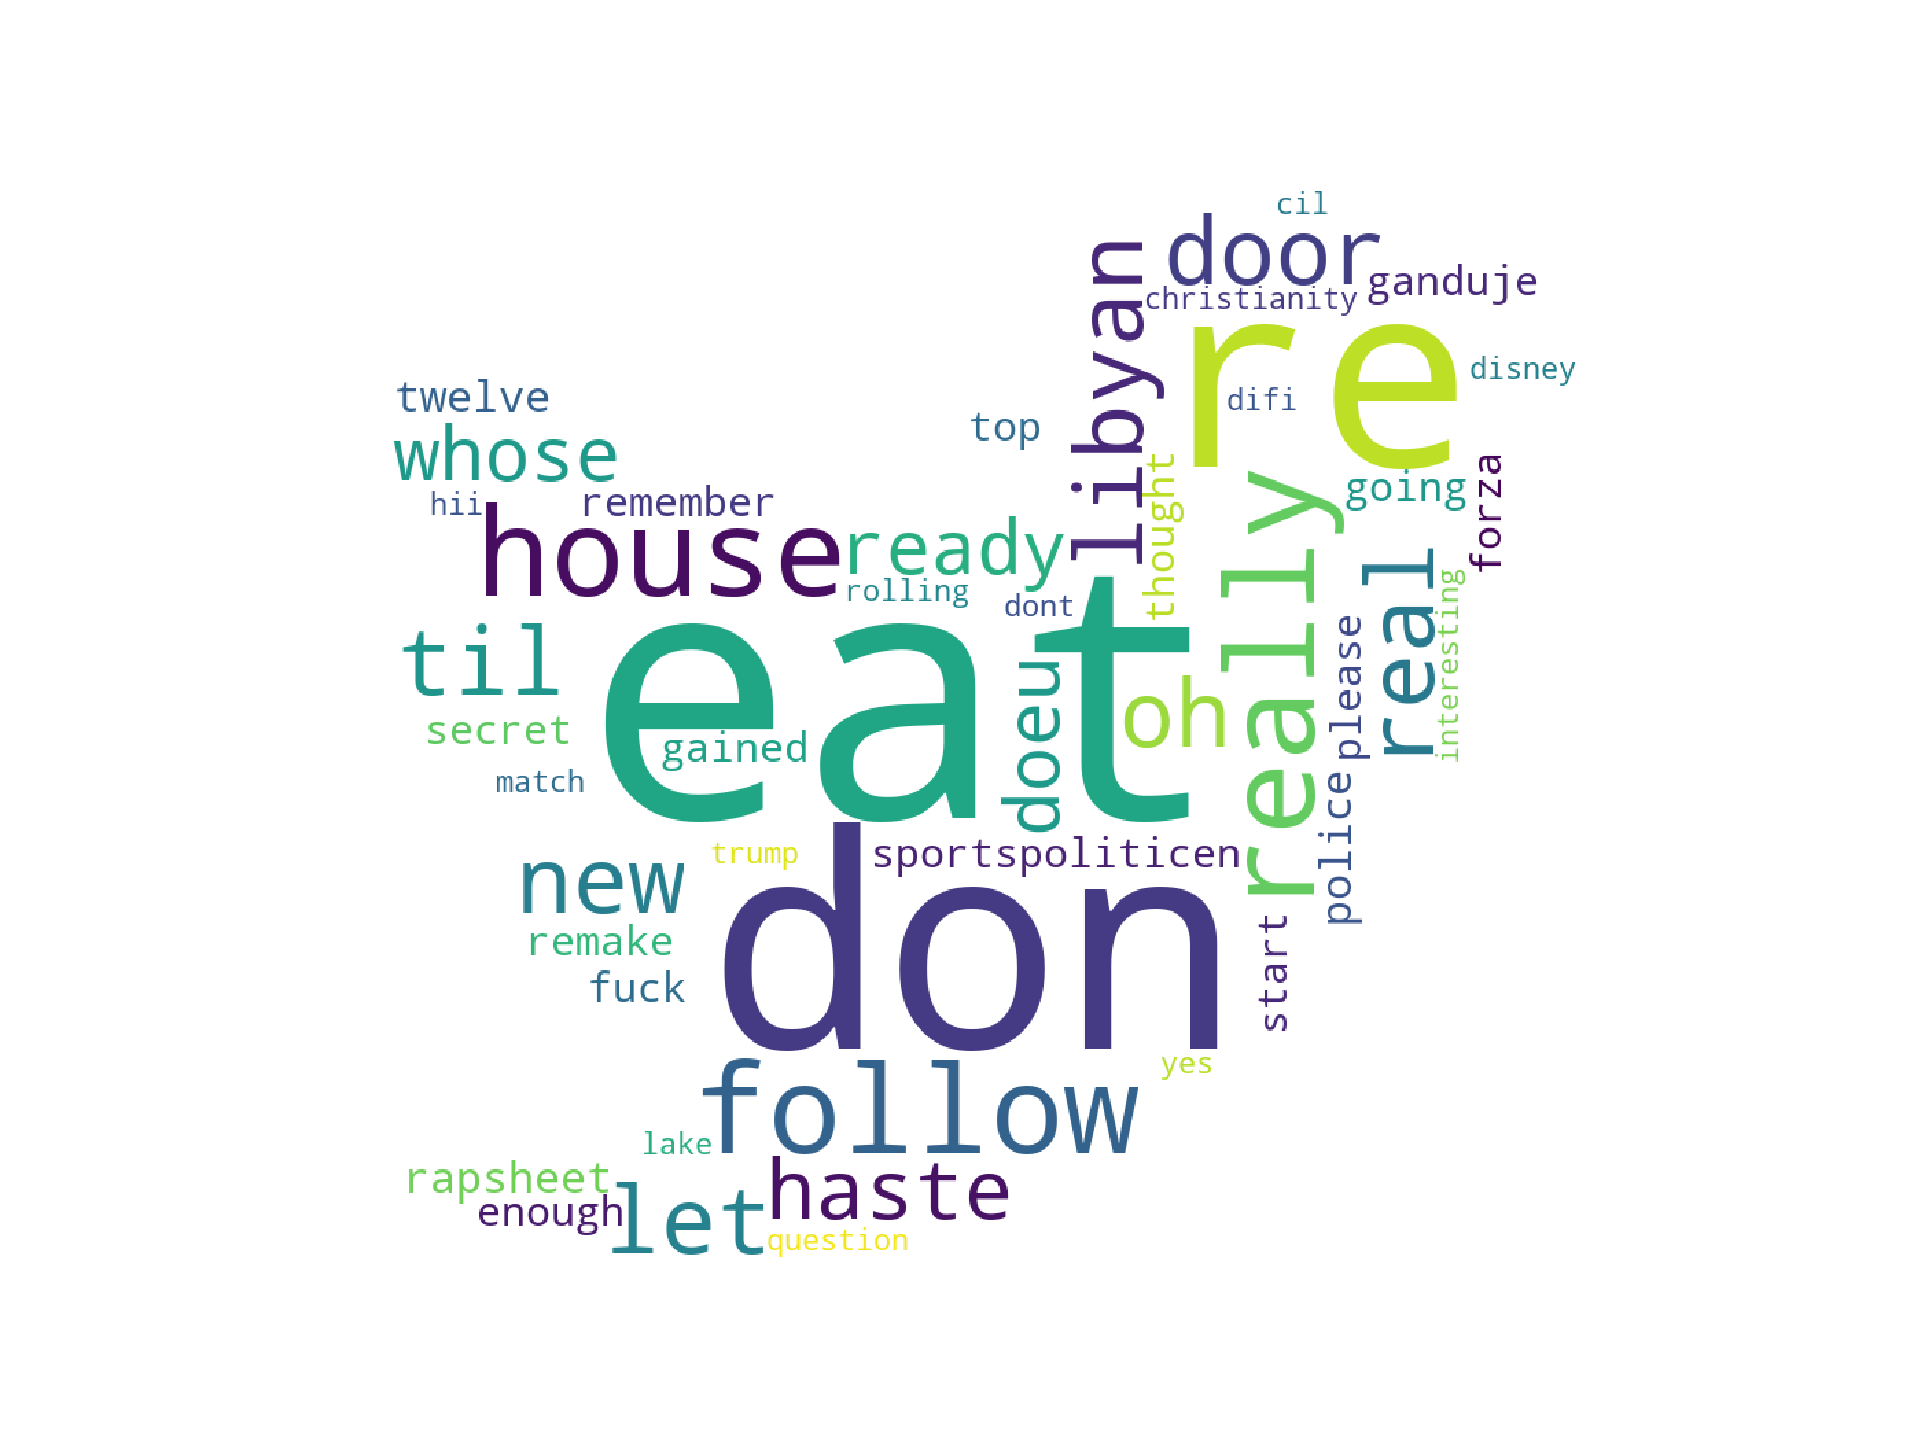 cil
door
christianity
ganduje
libyan
re
difi
disney
twelve
top
whose
hii
remember
thought
going
forza
house
ready
rolling
dont
really
real
interesting
please
til
eat
doeu
oh
secret
gained
match
police
trump
sportspoliticen
new
don
remake
fuck
start
yes
follow
lake
rapsheet
enough
let
haste
question